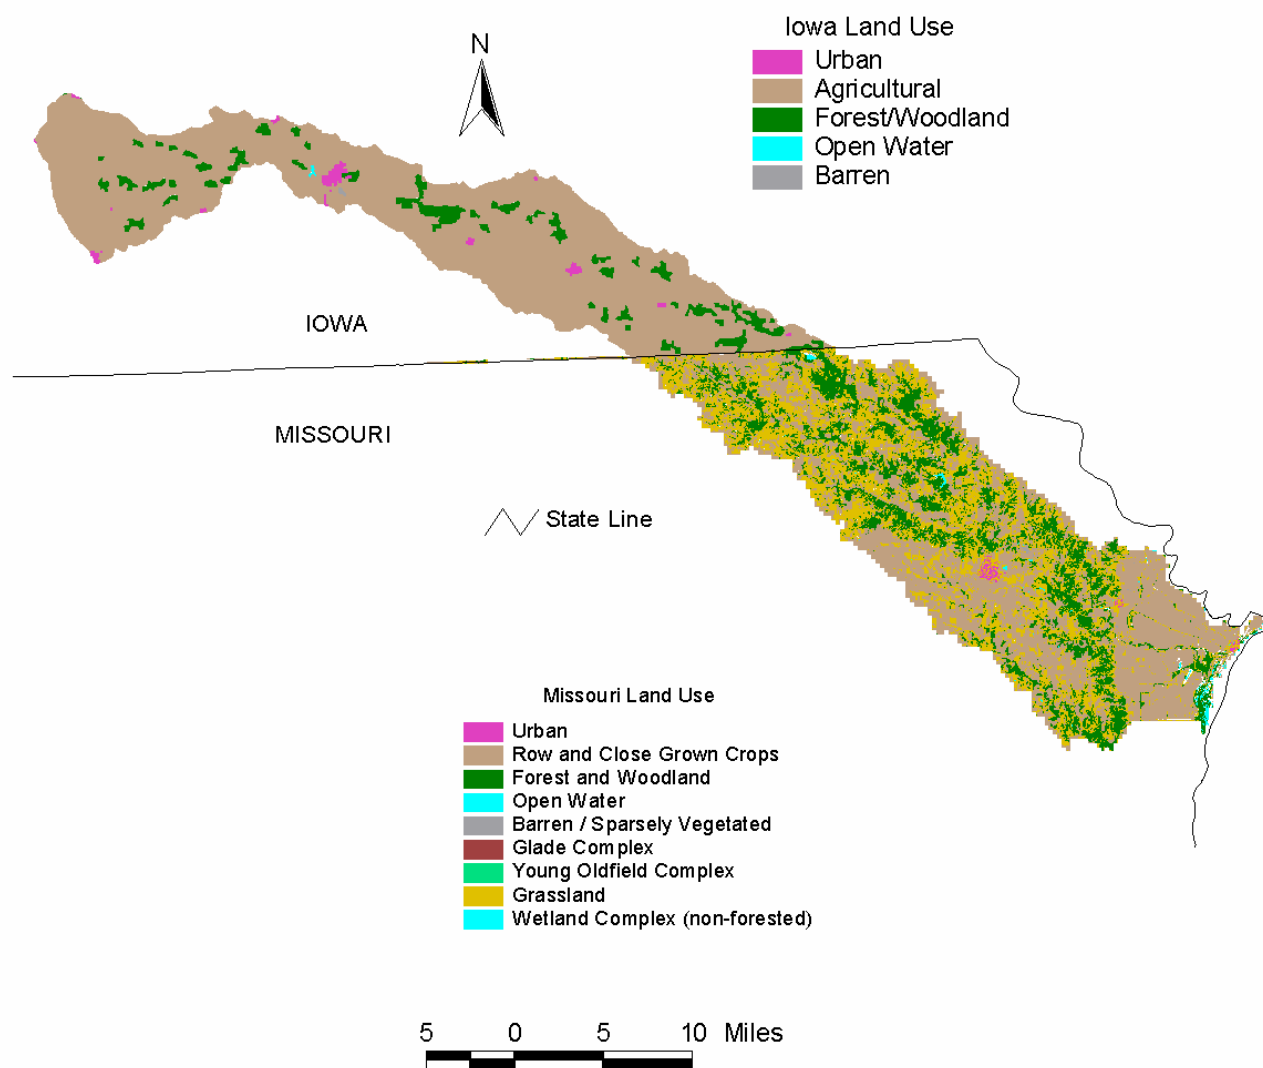 N
Iowa Land Use
Urban
Agricultural
Forest/Woodland
Open Water
Barren
IOWA
MISSOURI
State Line
Missouri Land Use
Urban
Row and Close Grown Crops
Forest and Woodland
Open Water
Barren / Sparsely Vegetated
Glade Complex
Young Oldfield Complex
Grassland
Wetland Complex (non-forested)
5 0 5 10 Miles